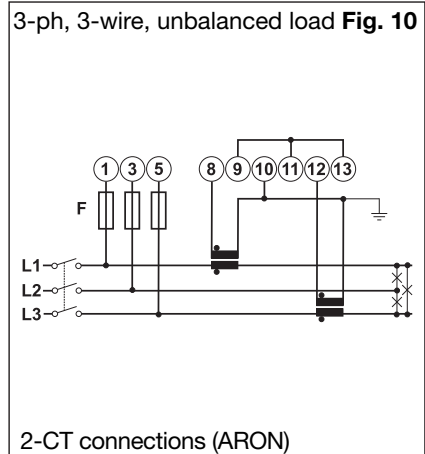 3-ph, 3-wire, unbalanced load Fig. 10
1 3 5 8 9 10 11 12 13
F
L1
L2
L3
2-CT connections (ARON)